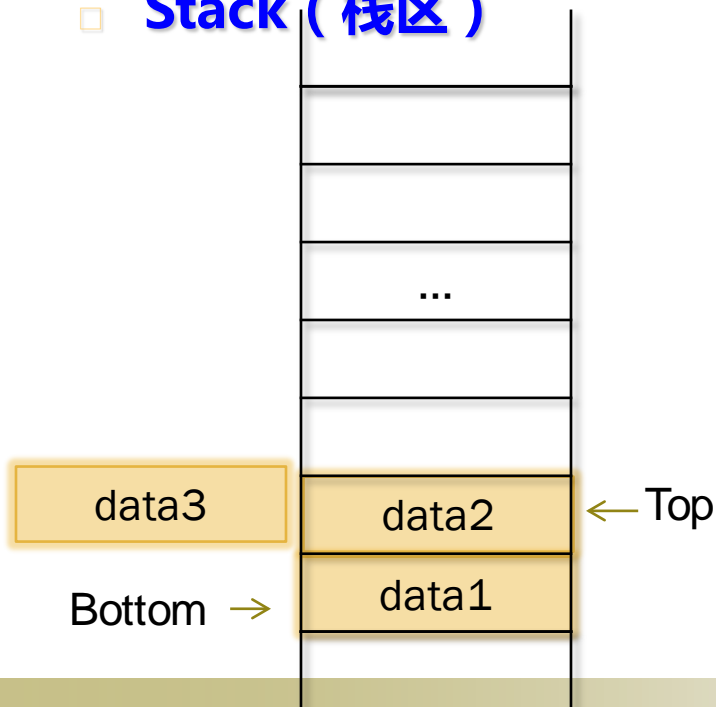 Stack（栈区）
...
data3
data2
Top
Bottom
data1